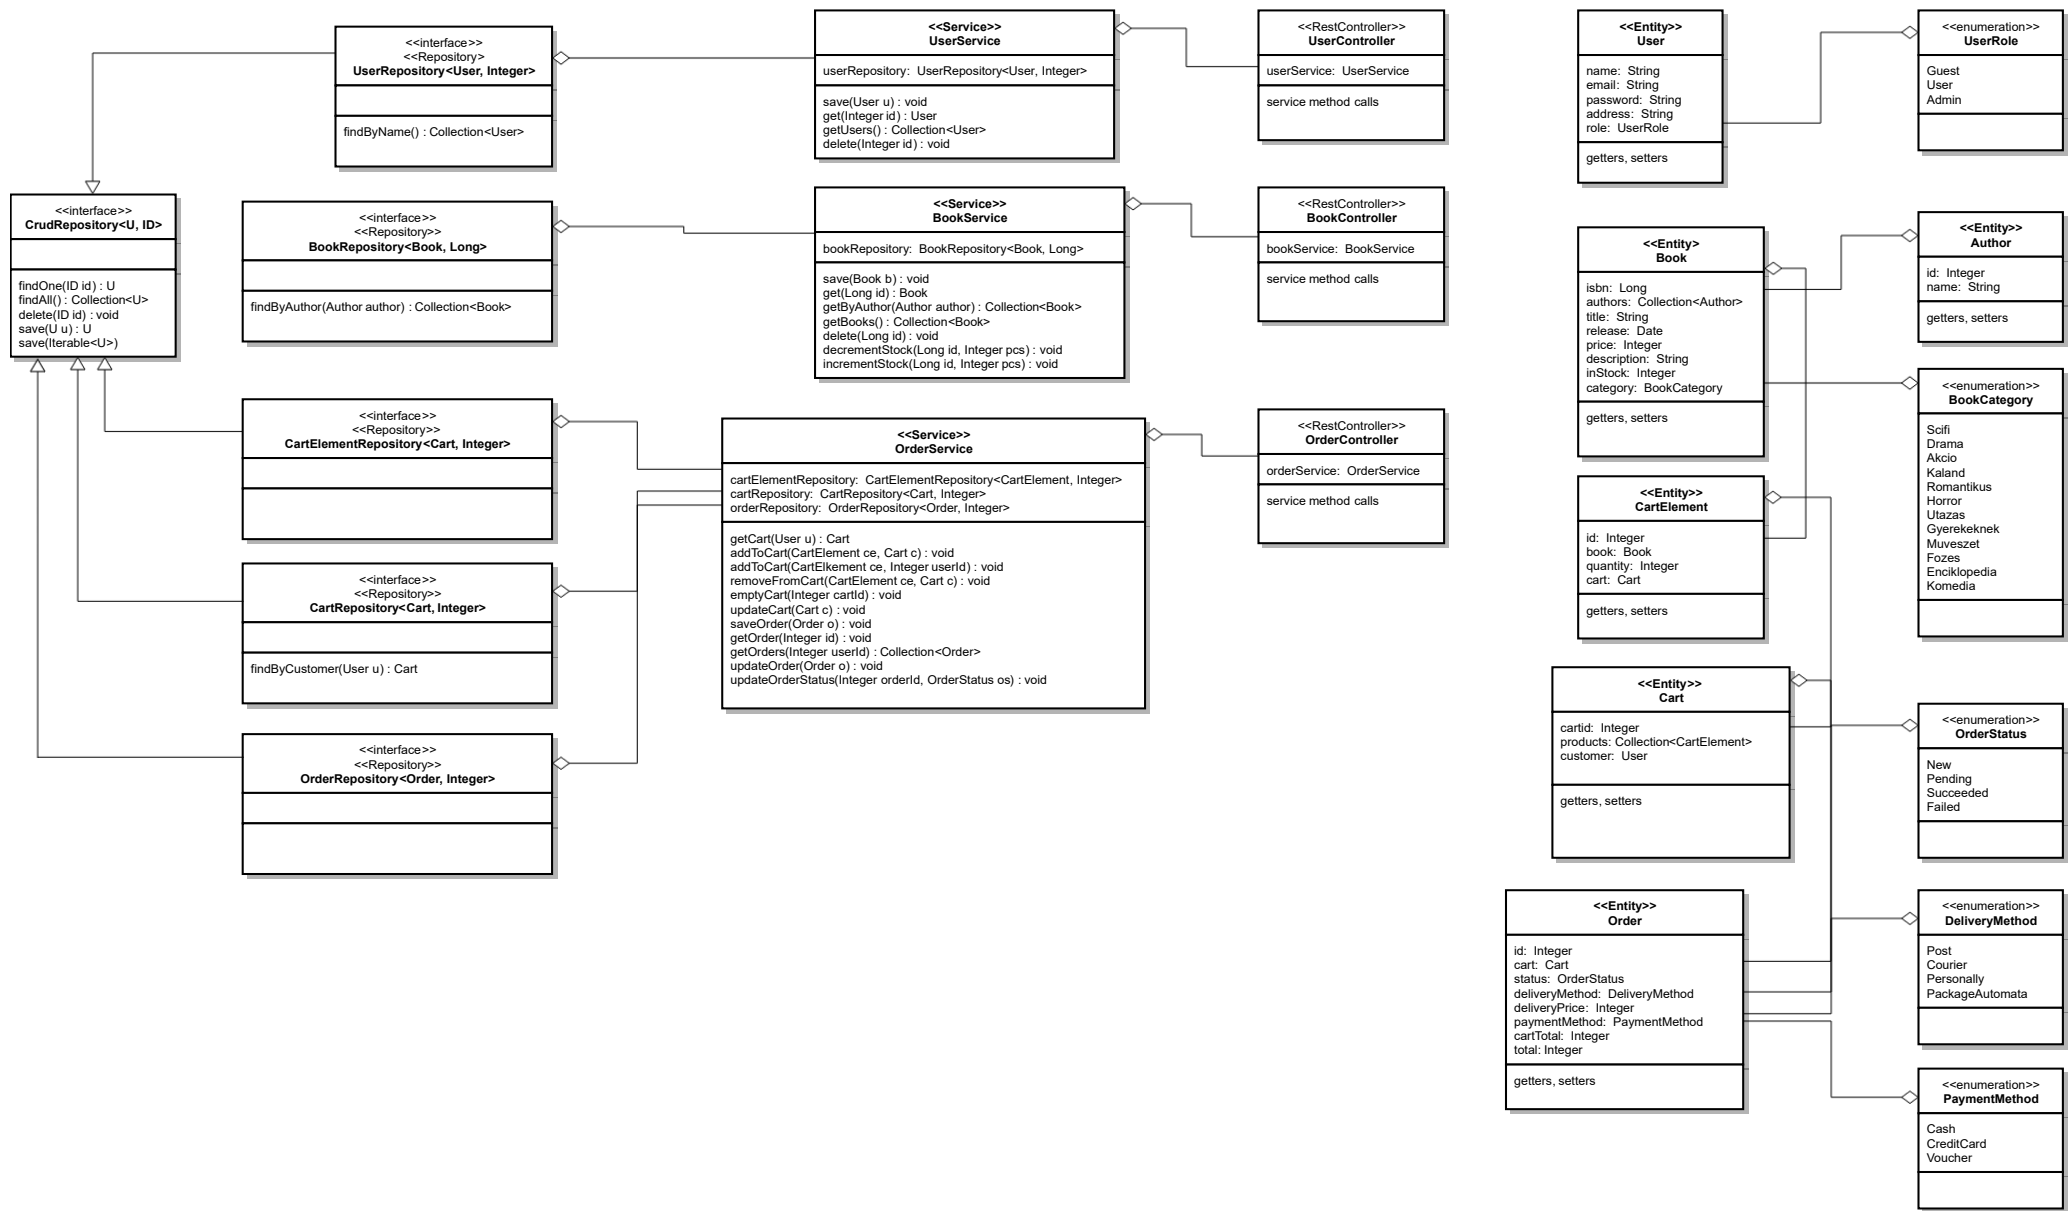 <<interface>>
<<Repository>
UserRepository<User, Integer>
findByName() : Collection<User>
<<Service>>
UserService
userRepository:  UserRepository<User, Integer>
save(User u) : void
get(Integer id) : User
getUsers() : Collection<User>
delete(Integer id) : void
<<RestController>
UserController
userService:  UserService
service method calls
<<Entity>>
User
name:  String
email:  String
password:  String
address:  String
role:  UserRole
getters, setters
<<enumeration>>
UserRole
Guest
User
Admin
<<interface>>
CrudRepository<U, ID>
findOne(ID id) : U
findAll() : Collection<U>
delete(ID id) : void
save(U u) : U
save(Iterable<U>)
<<interface>>
<<Repository>
BookRepository<Book, Long>
findByAuthor(Author author) : Collection<Book>
<<Service>>
BookService
bookRepository:  BookRepository<Book, Long>
save(Book b) : void
get(Long id) : Book
getByAuthor(Author author) : Collection<Book>
getBooks() : Collection<Book>
delete(Long id) : void
decrementStock(Long id, Integer pcs) : void
incrementStock(Long id, Integer pcs) : void
<<RestController>
BookController
bookService:  BookService
service method calls
<<Entity>
Book
isbn:  Long
authors:  Collection<Author>
title:  String
release:  Date
price:  Integer
description:  String
inStock:  Integer
category:  BookCategory
getters, setters
<<Entity>>
Author
id:  Integer
name:  String
getters, setters
<<enumeration>>
BookCategory
Scifi
Drama
Akcio
Kaland
Romantikus
Horror
Utazas
Gyerekeknek
Muveszet
Fozes
Enciklopedia
Komedia
<<interface>>
<<Repository>>
CartElementRepository<Cart, Integer>
<<Service>>
OrderService
cartElementRepository:  CartElementRepository<CartElement, Integer>
cartRepository:  CartRepository<Cart, Integer>
orderRepository:  OrderRepository<Order, Integer>
getCart(User u) : Cart
addToCart(CartElement ce, Cart c) : void
addToCart(CartElkement ce, Integer userId) : void
removeFromCart(CartElement ce, Cart c) : void
emptyCart(Integer cartId) : void
updateCart(Cart c) : void
saveOrder(Order o) : void
getOrder(Integer id) : void
getOrders(Integer userId) : Collection<Order>
updateOrder(Order o) : void
updateOrderStatus(Integer orderId, OrderStatus os) : void
<<RestController>
OrderController
orderService:  OrderService
service method calls
<<Entity>>
CartElement
id:  Integer
book:  Book
quantity:  Integer
cart:  Cart
getters, setters
<<interface>>
<<Repository>
CartRepository<Cart, Integer>
findByCustomer(User u) : Cart
<<Entity>>
Cart
cartid:  Integer
products: Collection<CartElement>
customer:  User
getters, setters
<<enumeration>>
OrderStatus
New
Pending
Succeeded
Failed
<<interface>>
<<Repository>>
OrderRepository<Order, Integer>
<<Entity>>
Order
id:  Integer
cart:  Cart
status:  OrderStatus
deliveryMethod:  DeliveryMethod
deliveryPrice:  Integer
paymentMethod:  PaymentMethod
cartTotal:  Integer
total: Integer
getters, setters
<<enumeration>>
DeliveryMethod
Post
Courier
Personally
PackageAutomata
<<enumeration>>
PaymentMethod
Cash
CreditCard
Voucher